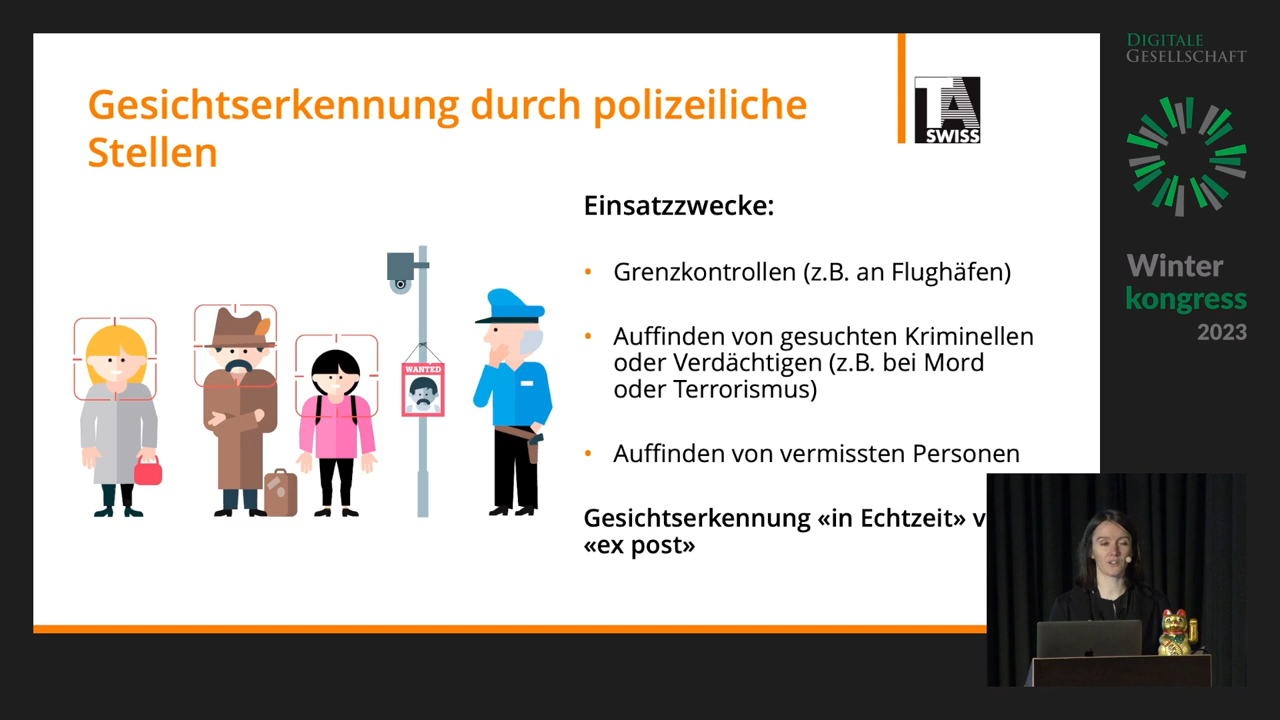 Gesichtserkennung durch polizeiliche
Stellen
TA
SWISS
Einsatzzwecke:
• Grenzkontrollen (z.B. an Flughäfen)
• Auffinden von gesuchten Kriminellen
oder Verdächtigen (z.B. bei Mord
oder Terrorismus)
• Auffinden von vermissten Personen
Gesichtserkennung «in Echtzeit»
«ex post»
WANTED
DIGITALE
GESELLSCHAFT
Winter
kongress
2023